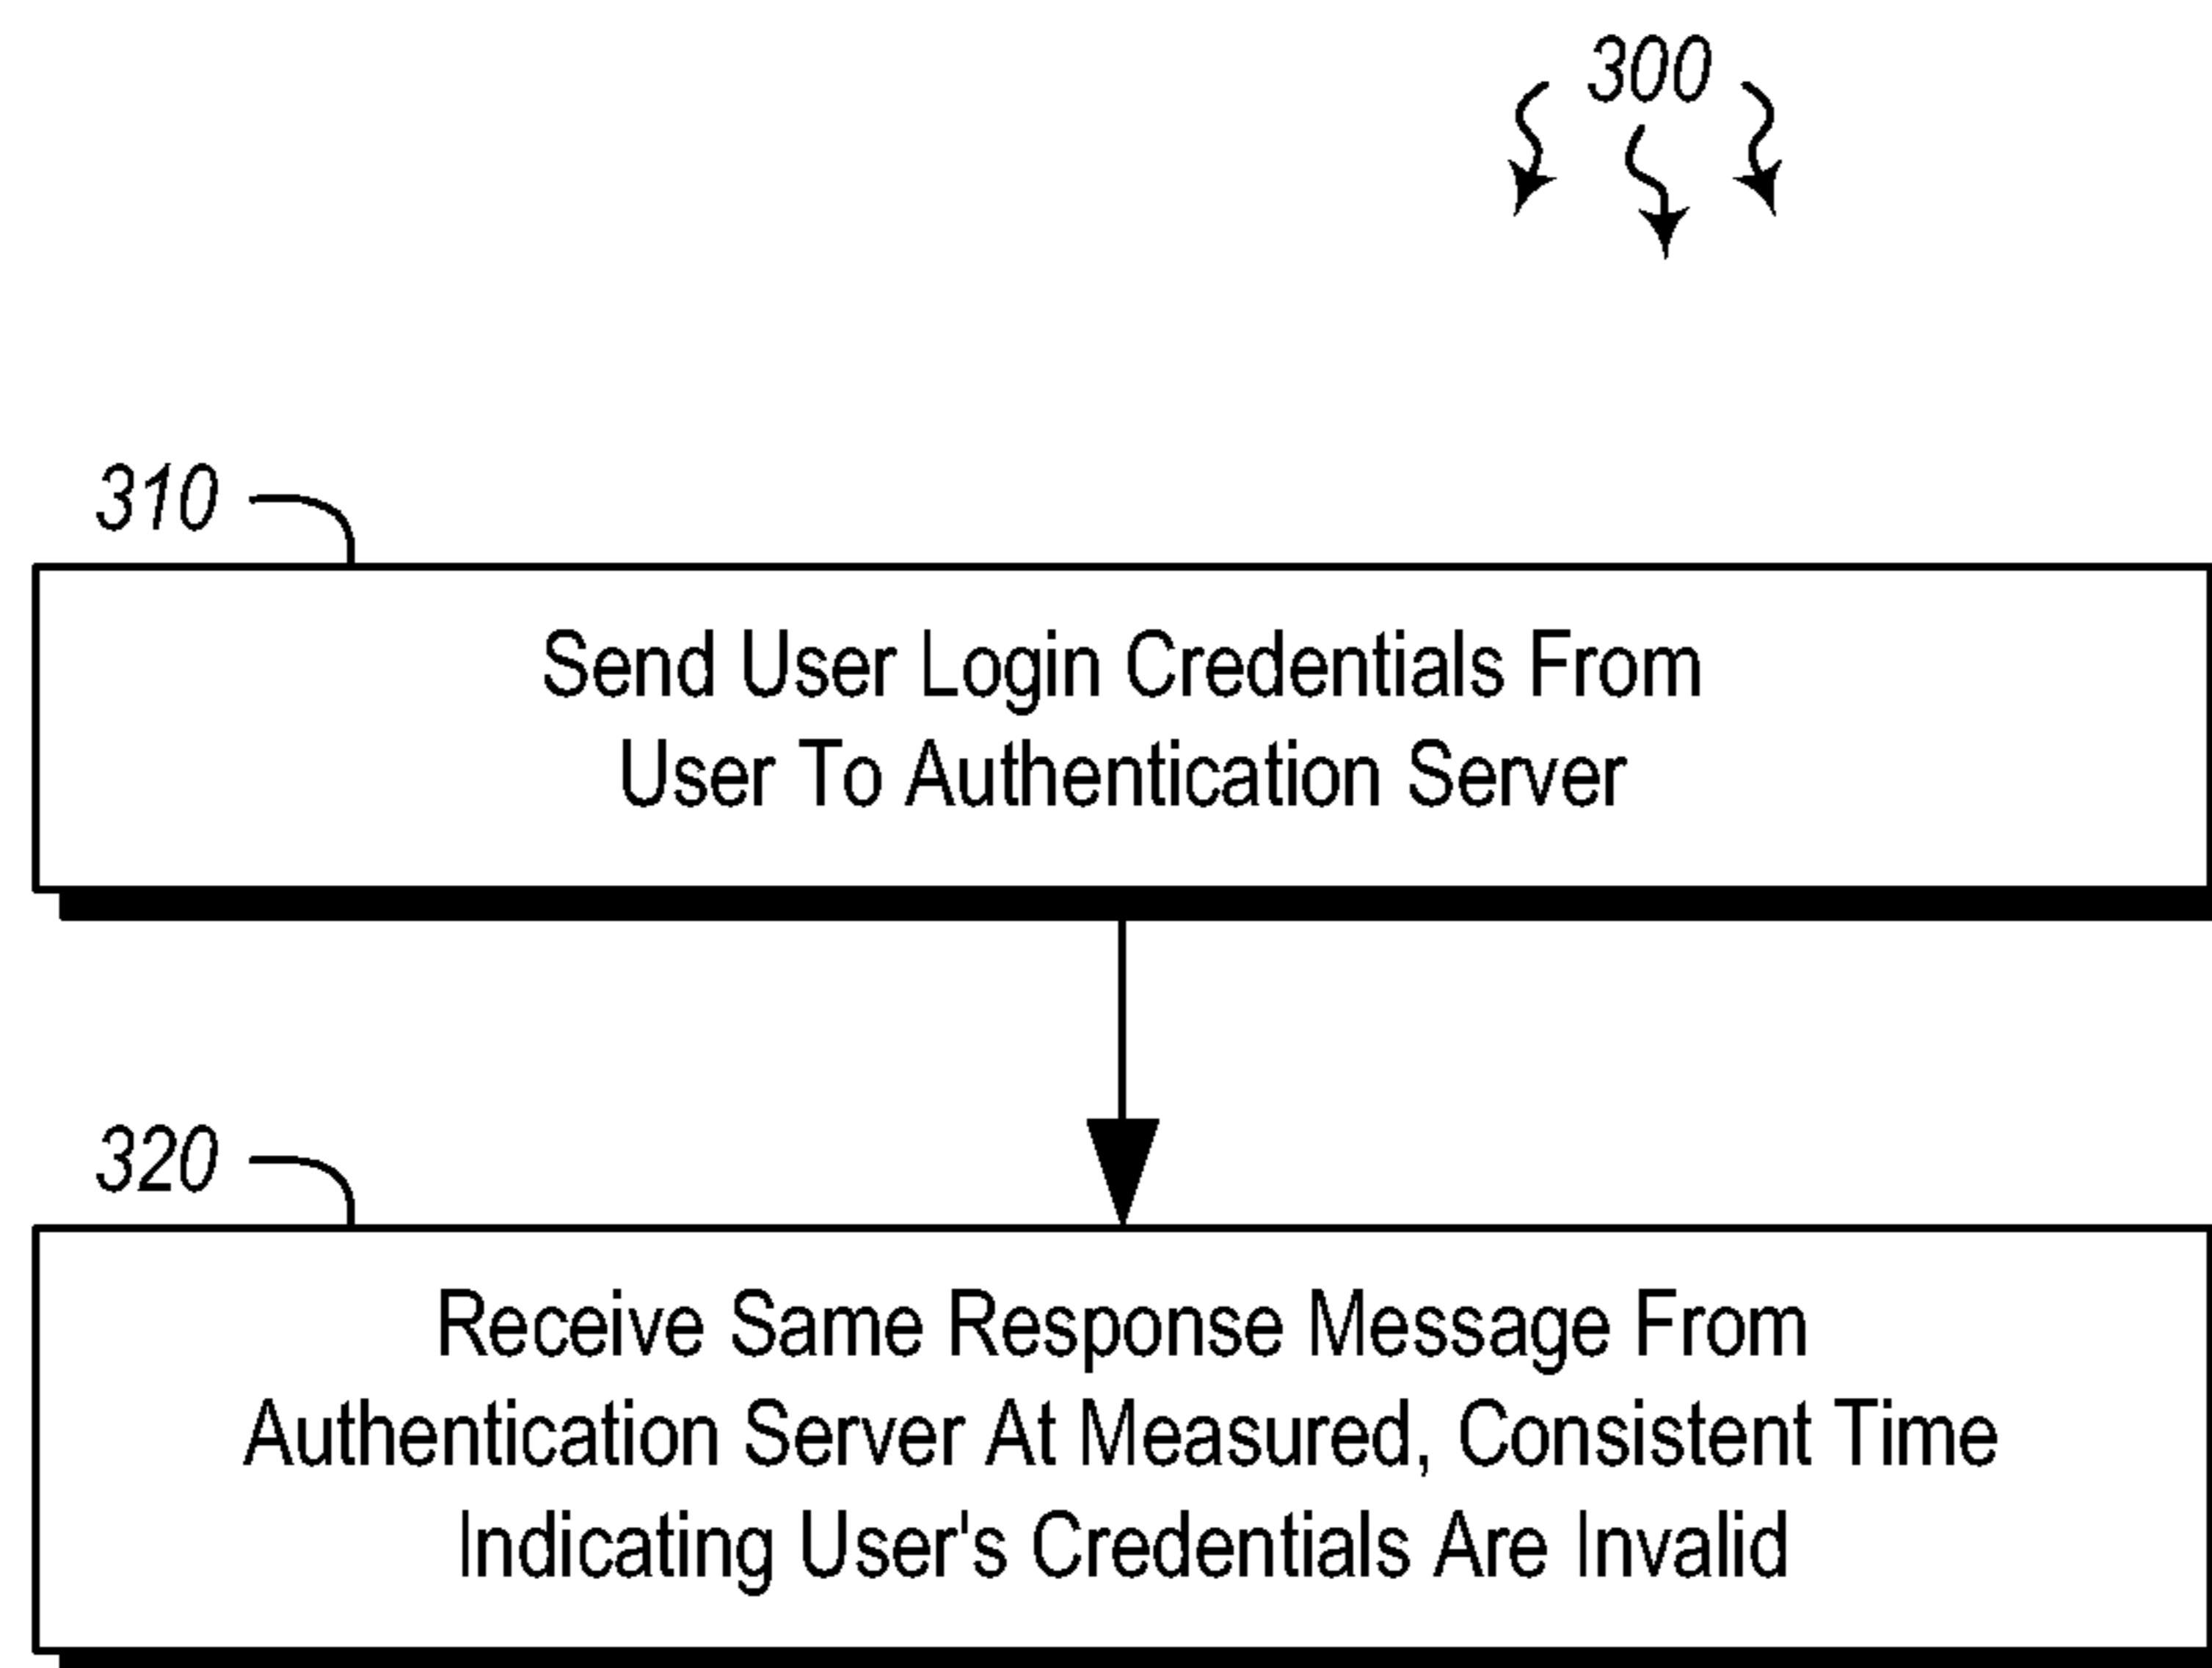 300
310
Send User Login Credentials From
User To Authentication Server
320
Receive Same Response Message From
Authentication Server At Measured, Consistent Time
Indicating User's Credentials Are Invalid